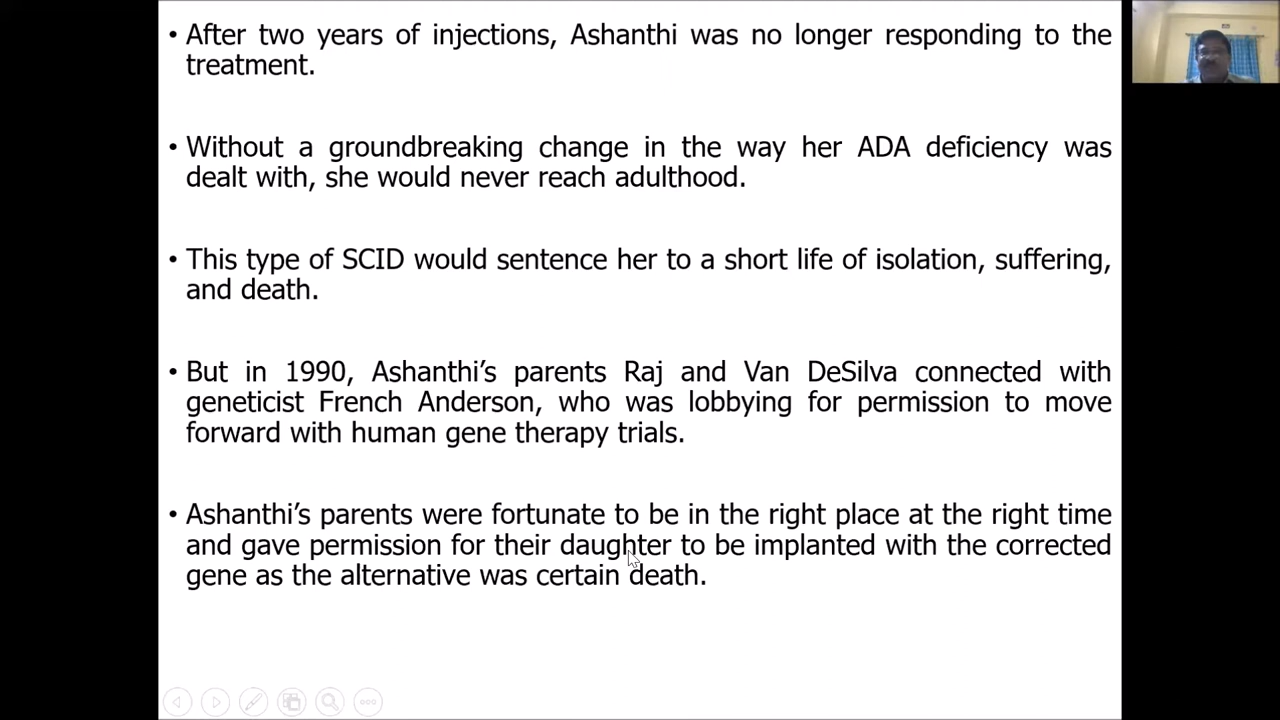 • After two years of injections, Ashanthi was no longer responding to the
treatment.
• Without a groundbreaking change in the way her ADA deficiency was
dealt with, she would never reach adulthood.
• This type of SCID would sentence her to a short life of isolation, suffering,
and death.
• But in 1990, Ashanthi’s parents Raj and Van DeSilva connected with
geneticist French Anderson, who was lobbying for permission to move
forward with human gene therapy trials.
• Ashanthi’s parents were fortunate to be in the right place at the right time
and gave permission for their daughter to be implanted with the corrected
gene as the alternative was certain death.